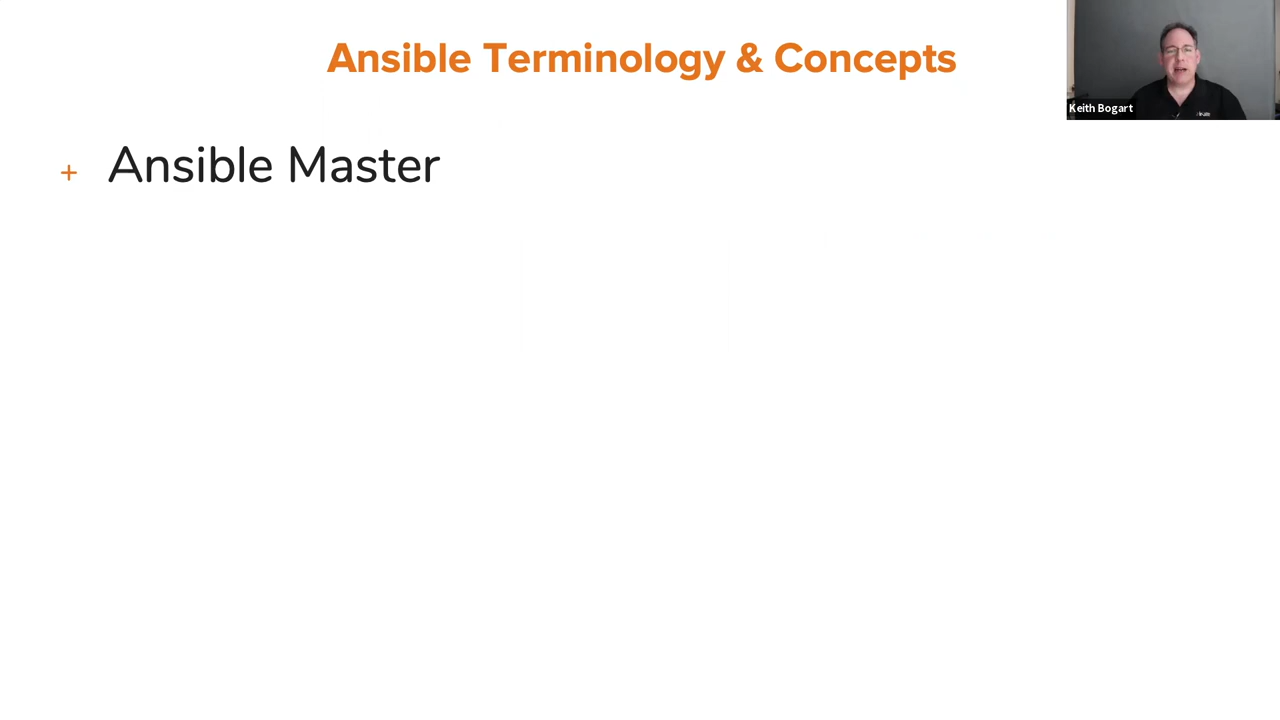 Ansible Terminology & Concepts
Keith Bogart
+ Ansible Master